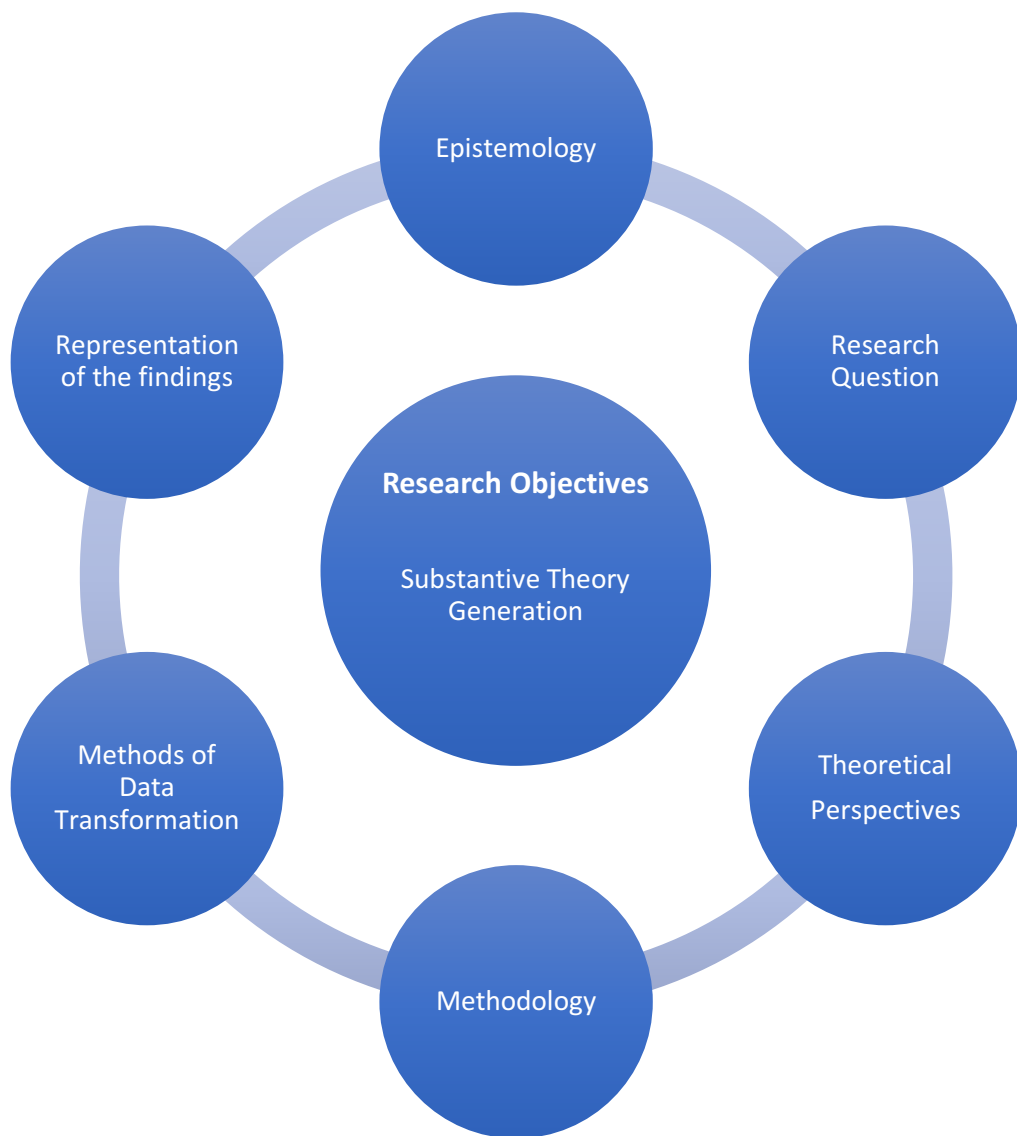 Epistemology
Research
Question
Theoretical
Perspectives
Methodology
Methods of
Data
Transformation
Representation
of the findings
Research Objectives
Substantive Theory
Generation